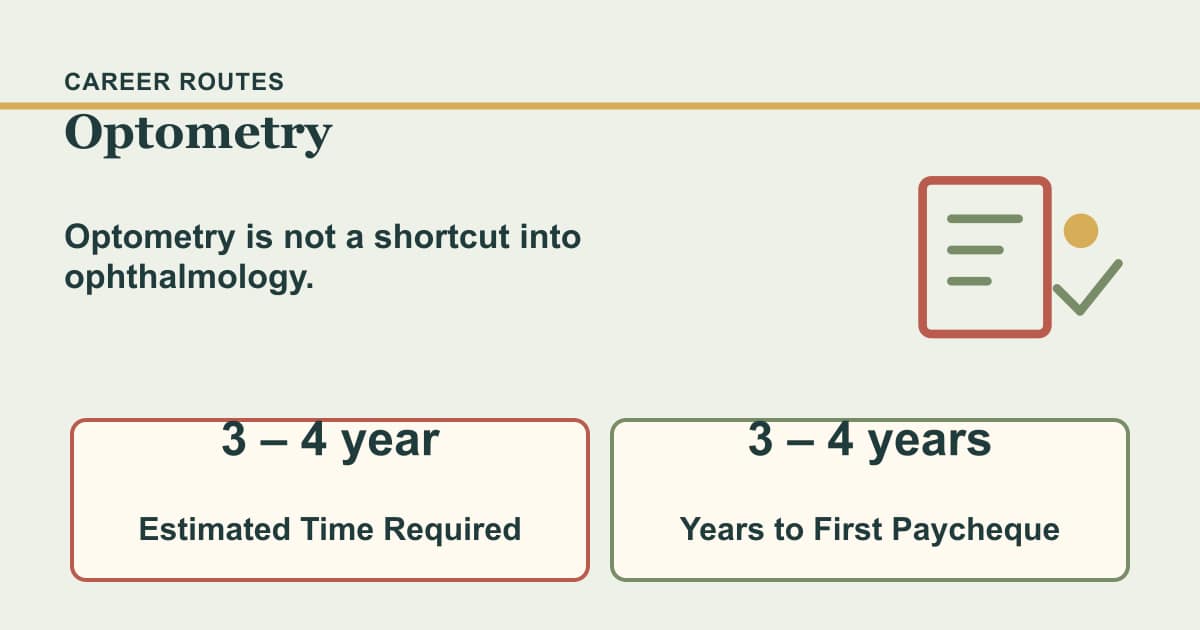 CAREER ROUTES
Optometry
Optometry is not a shortcut into
ophthalmology.
3 – 4 year
Estimated Time Required
3 – 4 years
Years to First Paycheque